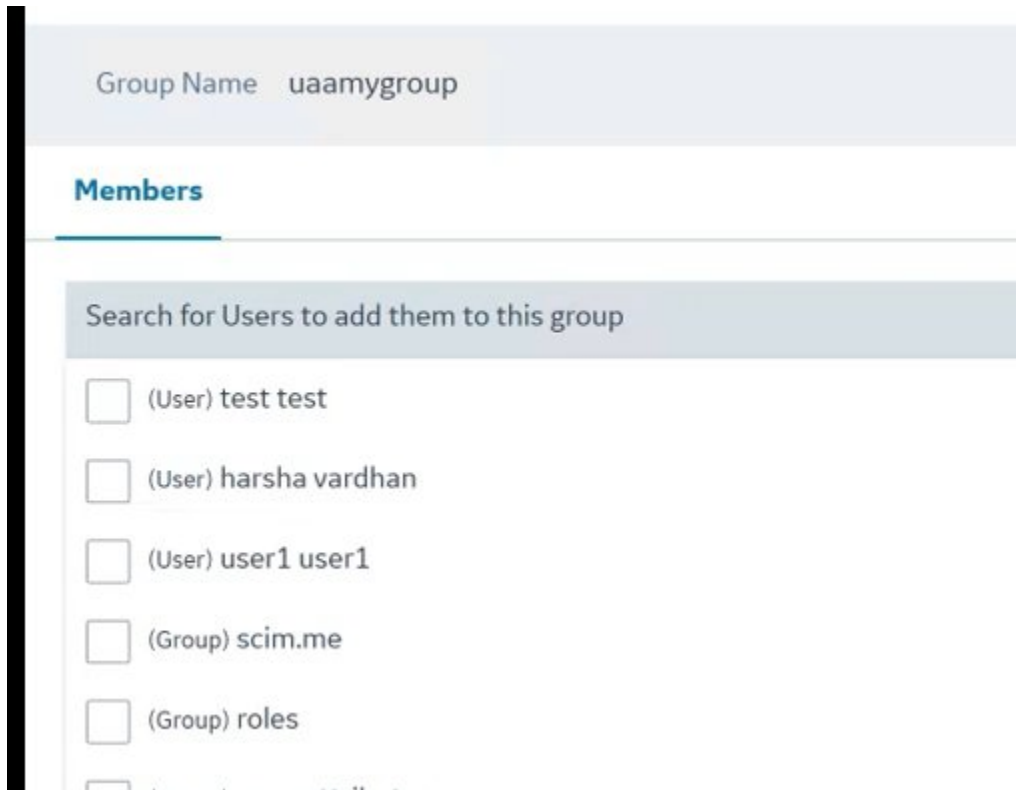 Group Name uaamygroup
Members
Search for Users to add them to this group
(User) test test
(User) harsha vardhan
(User) user1 user1
(Group) scim.me
(Group) roles